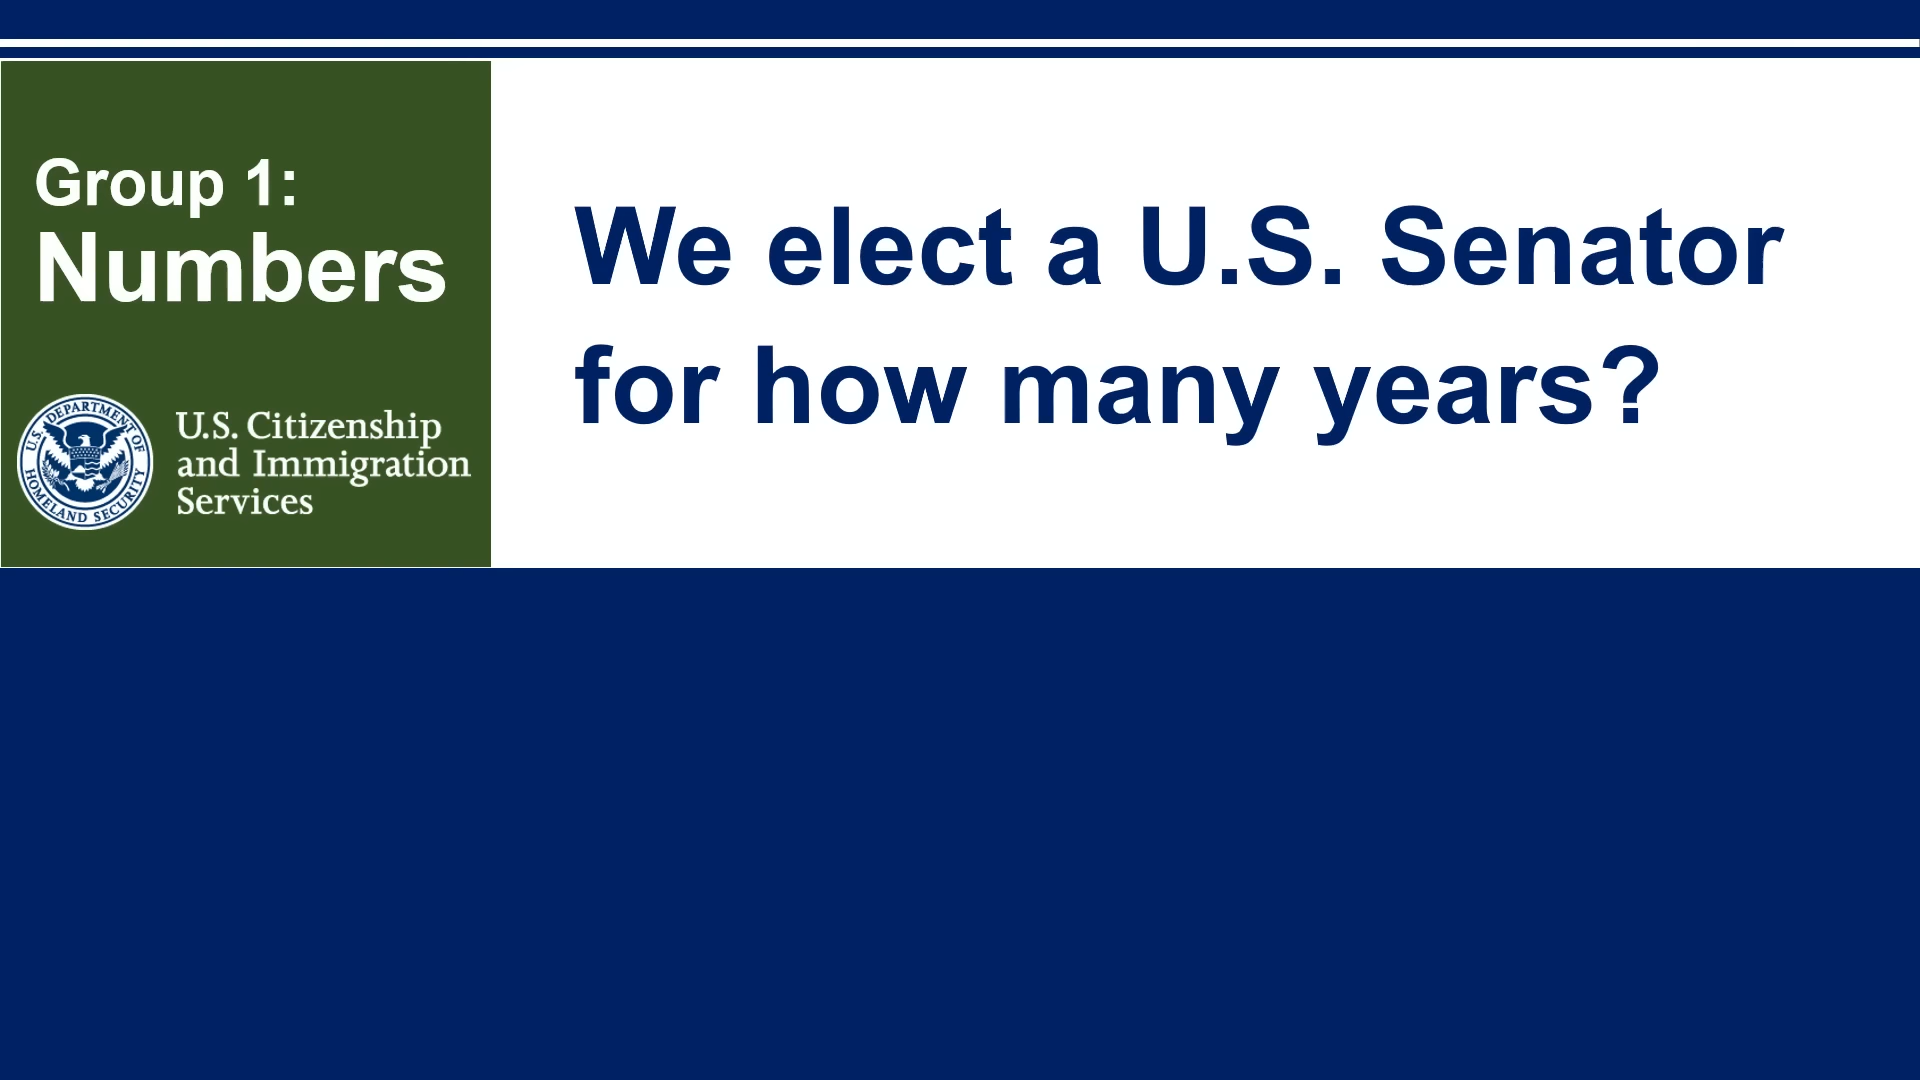 Group 1:
Numbers
We elect a U.S. Senator
for how many years?
U.S. DEPARTMENT OF
HOMELAND SECURITY
U.S. Citizenship
and Immigration
Services